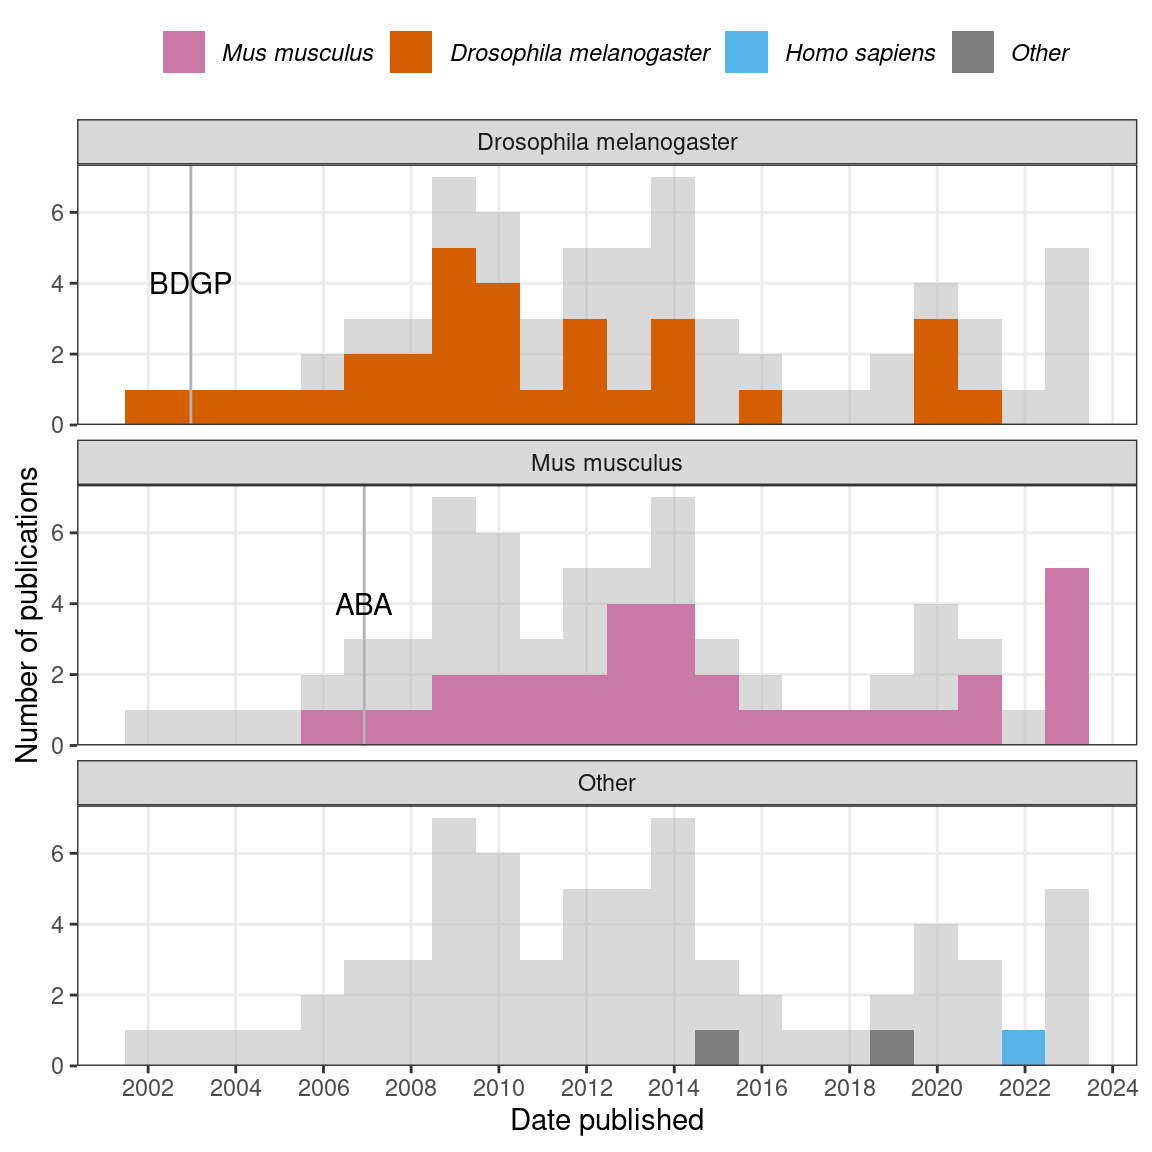 Mus musculus Drosophila melanogaster Homo sapiens Other
Drosophila melanogaster
6
4
2
0
BDGP
Mus musculus
6
4
2
0
ABA
Number of publications
Other
6
4
2
0
2002 2004 2006 2008 2010 2012 2014 2016 2018 2020 2022 2024
Date published